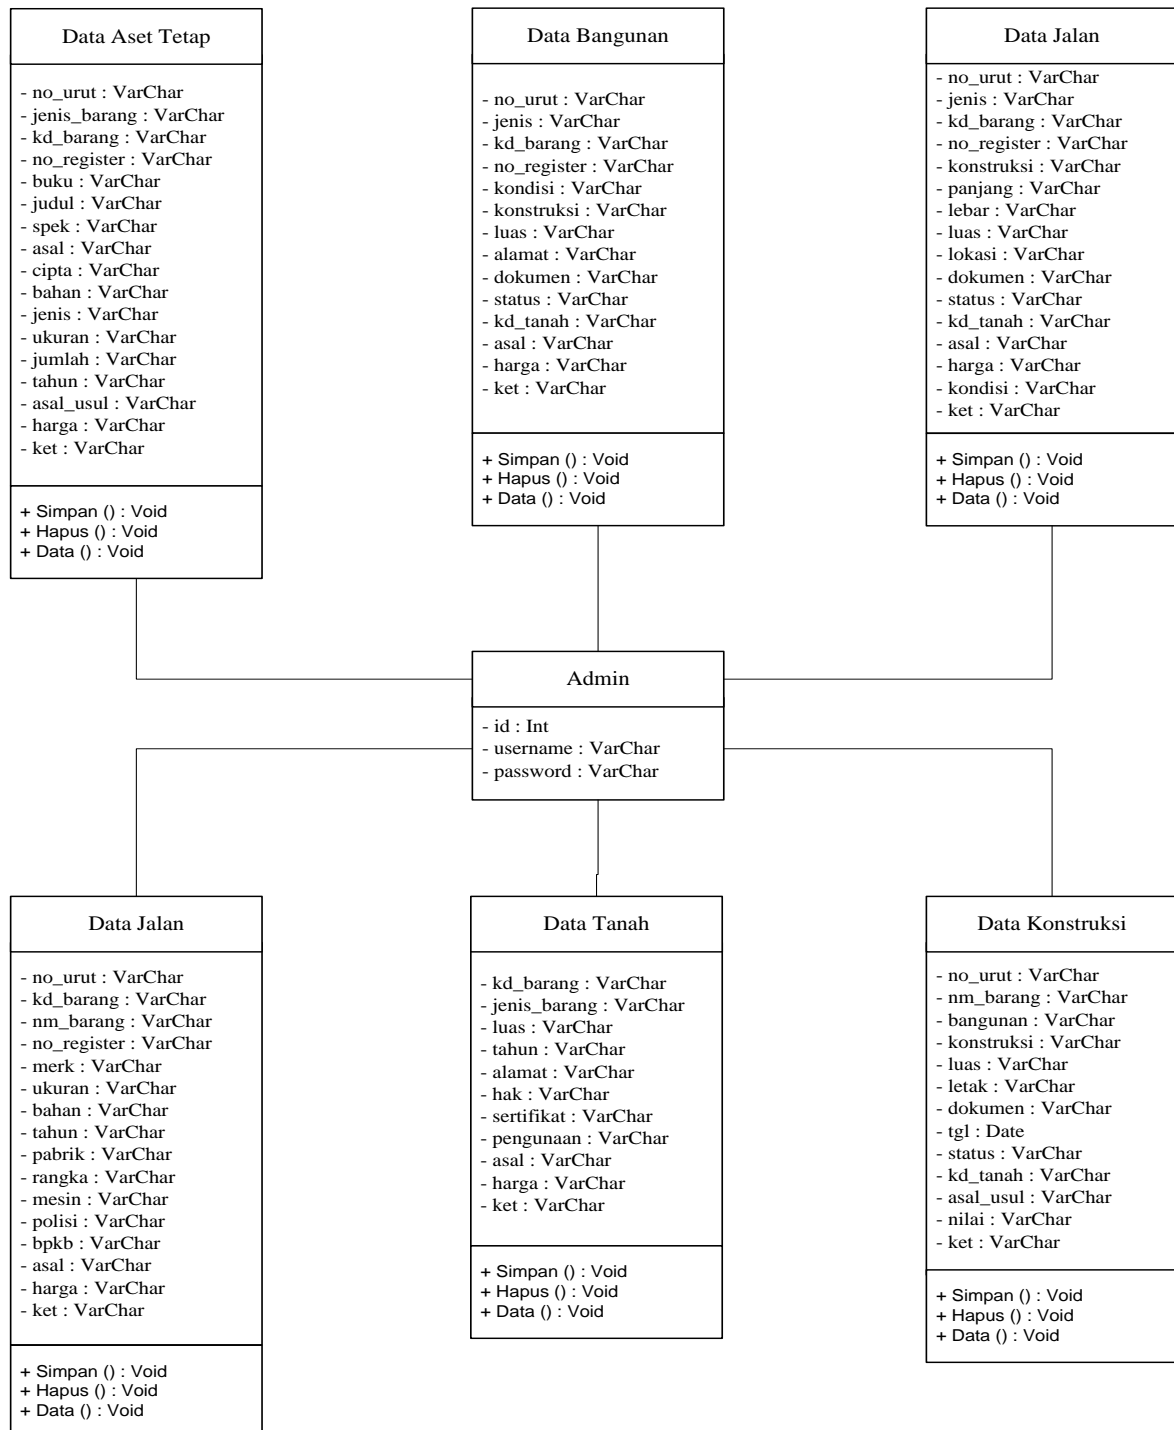 Data Aset Tetap
- no_urut : VarChar
- jenis_barang : VarChar
- kd_barang : VarChar
- no_register : VarChar
- buku : VarChar
- judul : VarChar
- spek : VarChar
- asal : VarChar
- cipta : VarChar
- bahan : VarChar
- jenis : VarChar
- ukuran : VarChar
- jumlah : VarChar
- tahun : VarChar
- asal_usul : VarChar
- harga : VarChar
- ket : VarChar
+ Simpan () : Void
+ Hapus () : Void
+ Data () : Void
Data Bangunan
- no_urut : VarChar
- jenis : VarChar
- kd_barang : VarChar
- no_register : VarChar
- kondisi : VarChar
- konstruksi : VarChar
- luas : VarChar
- alamat : VarChar
- dokumen : VarChar
- status : VarChar
- kd_tanah : VarChar
- asal : VarChar
- harga : VarChar
- ket : VarChar
+ Simpan () : Void
+ Hapus () : Void
+ Data () : Void
Data Jalan
- no_urut : VarChar
- jenis : VarChar
- kd_barang : VarChar
- no_register : VarChar
- konstruksi : VarChar
- panjang : VarChar
- lebar : VarChar
- luas : VarChar
- lokasi : VarChar
- dokumen : VarChar
- status : VarChar
- kd_tanah : VarChar
- asal : VarChar
- harga : VarChar
- kondisi : VarChar
- ket : VarChar
+ Simpan () : Void
+ Hapus () : Void
+ Data () : Void
Admin
- id : Int
- username : VarChar
- password : VarChar
Data Jalan
- no_urut : VarChar
- kd_barang : VarChar
- nm_barang : VarChar
- no_register : VarChar
- merk : VarChar
- ukuran : VarChar
- bahan : VarChar
- tahun : VarChar
- pabrik : VarChar
- rangka : VarChar
- mesin : VarChar
- polisi : VarChar
- bpkb : VarChar
- asal : VarChar
- harga : VarChar
- ket : VarChar
+ Simpan () : Void
+ Hapus () : Void
+ Data () : Void
Data Tanah
- kd_barang : VarChar
- jenis_barang : VarChar
- luas : VarChar
- tahun : VarChar
- alamat : VarChar
- hak : VarChar
- sertifikat : VarChar
- pengunaan : VarChar
- asal : VarChar
- harga : VarChar
- ket : VarChar
+ Simpan () : Void
+ Hapus () : Void
+ Data () : Void
Data Konstruksi
- no_urut : VarChar
- nm_barang : VarChar
- bangunan : VarChar
- konstruksi : VarChar
- luas : VarChar
- letak : VarChar
- dokumen : VarChar
- tgl : Date
- status : VarChar
- kd_tanah : VarChar
- asal_usul : VarChar
- nilai : VarChar
- ket : VarChar
+ Simpan () : Void
+ Hapus () : Void
+ Data () : Void